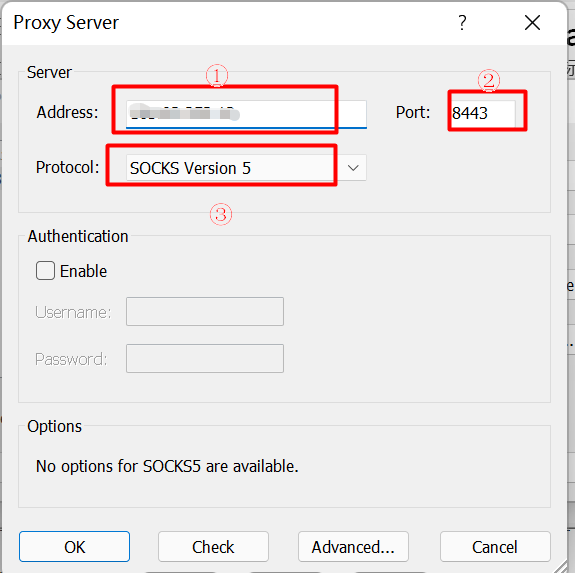 Proxy Server
?
Server
①
②
Address:
Port:
8443
Protocol:
SOCKS Version 5
③
Authentication
Enable
Username:
Password:
Options
No options for SOCKS5 are available.
OK
Check
Advanced...
Cancel